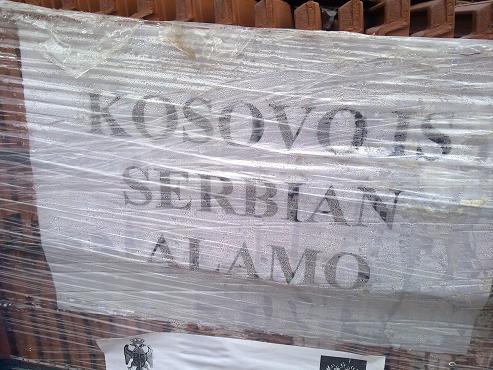 KOSOVO IS
SERBIAN
ALAMO